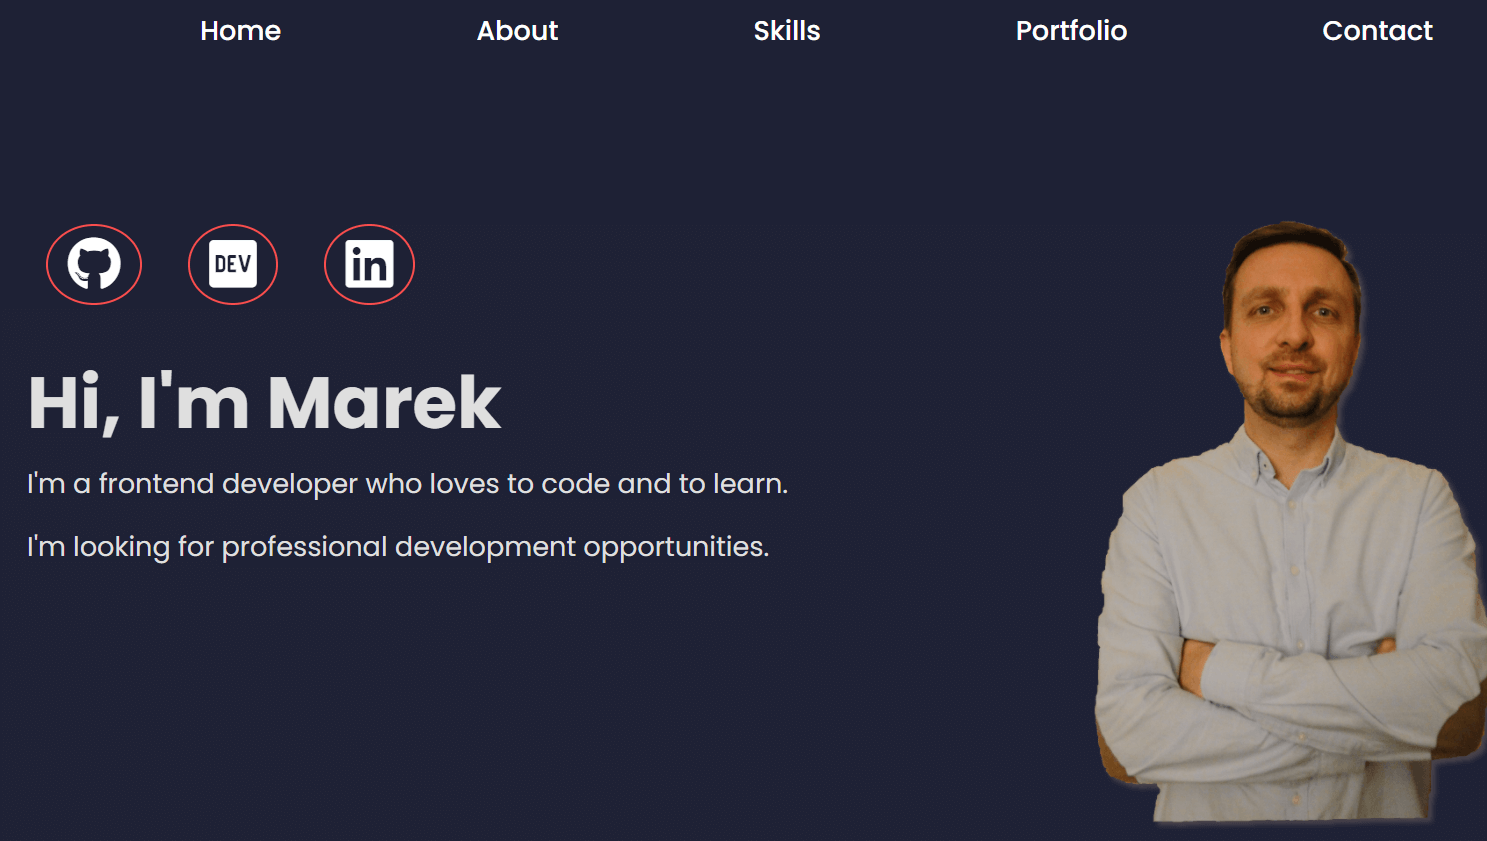 Home About Skills Portfolio Contact
DEV in
Hi, I'm Marek
I'm a frontend developer who loves to code and to learn.
I'm looking for professional development opportunities.